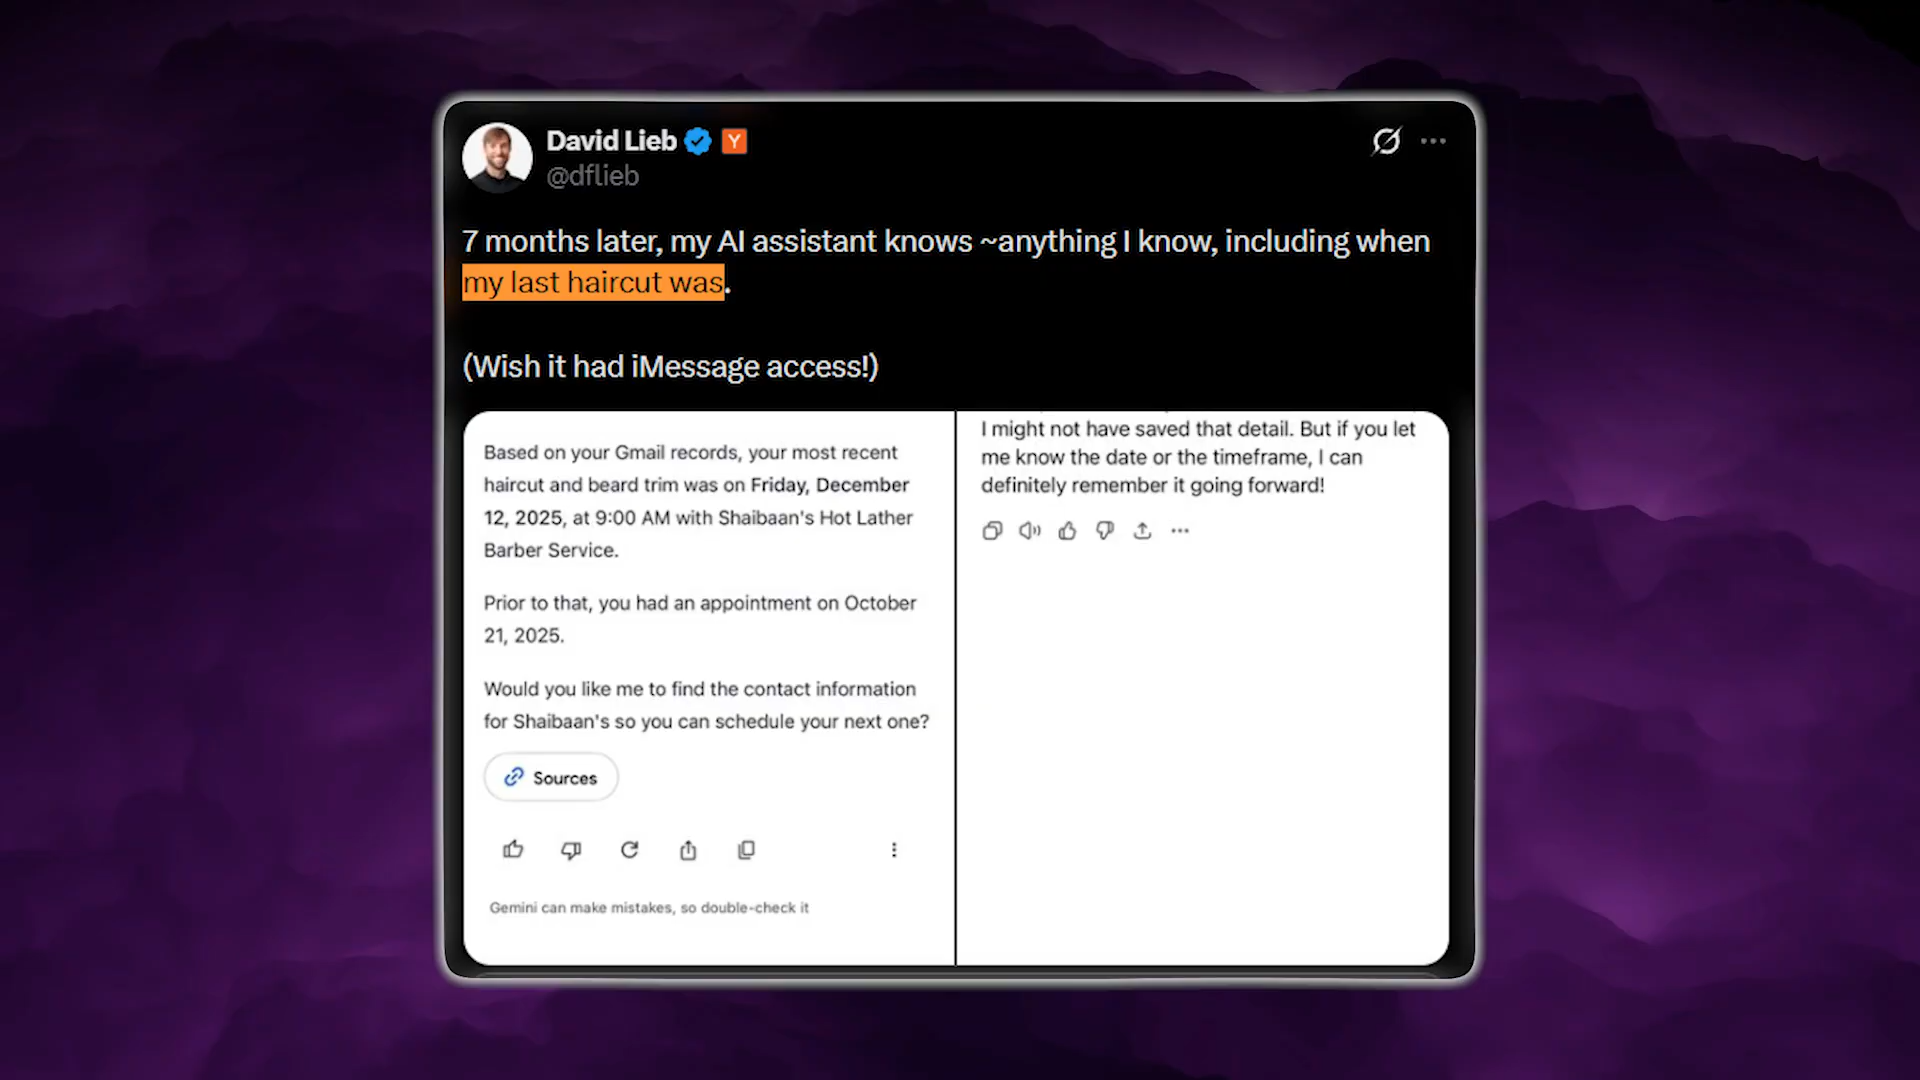 David Lieb
Y
@dflieb
7 months later, my AI assistant knows ~anything I know, including when
my last haircut was.
(Wish it had iMessage access!)
Based on your Gmail records, your most recent
haircut and beard trim was on Friday, December
12, 2025, at 9:00 AM with Shaibaan's Hot Lather
Barber Service.
Prior to that, you had an appointment on October
21, 2025.
Would you like me to find the contact information
for Shaibaan's so you can schedule your next one?
Sources
Gemini can make mistakes, so double-check it
I might not have saved that detail. But if you let
me know the date or the timeframe, I can
definitely remember it going forward!